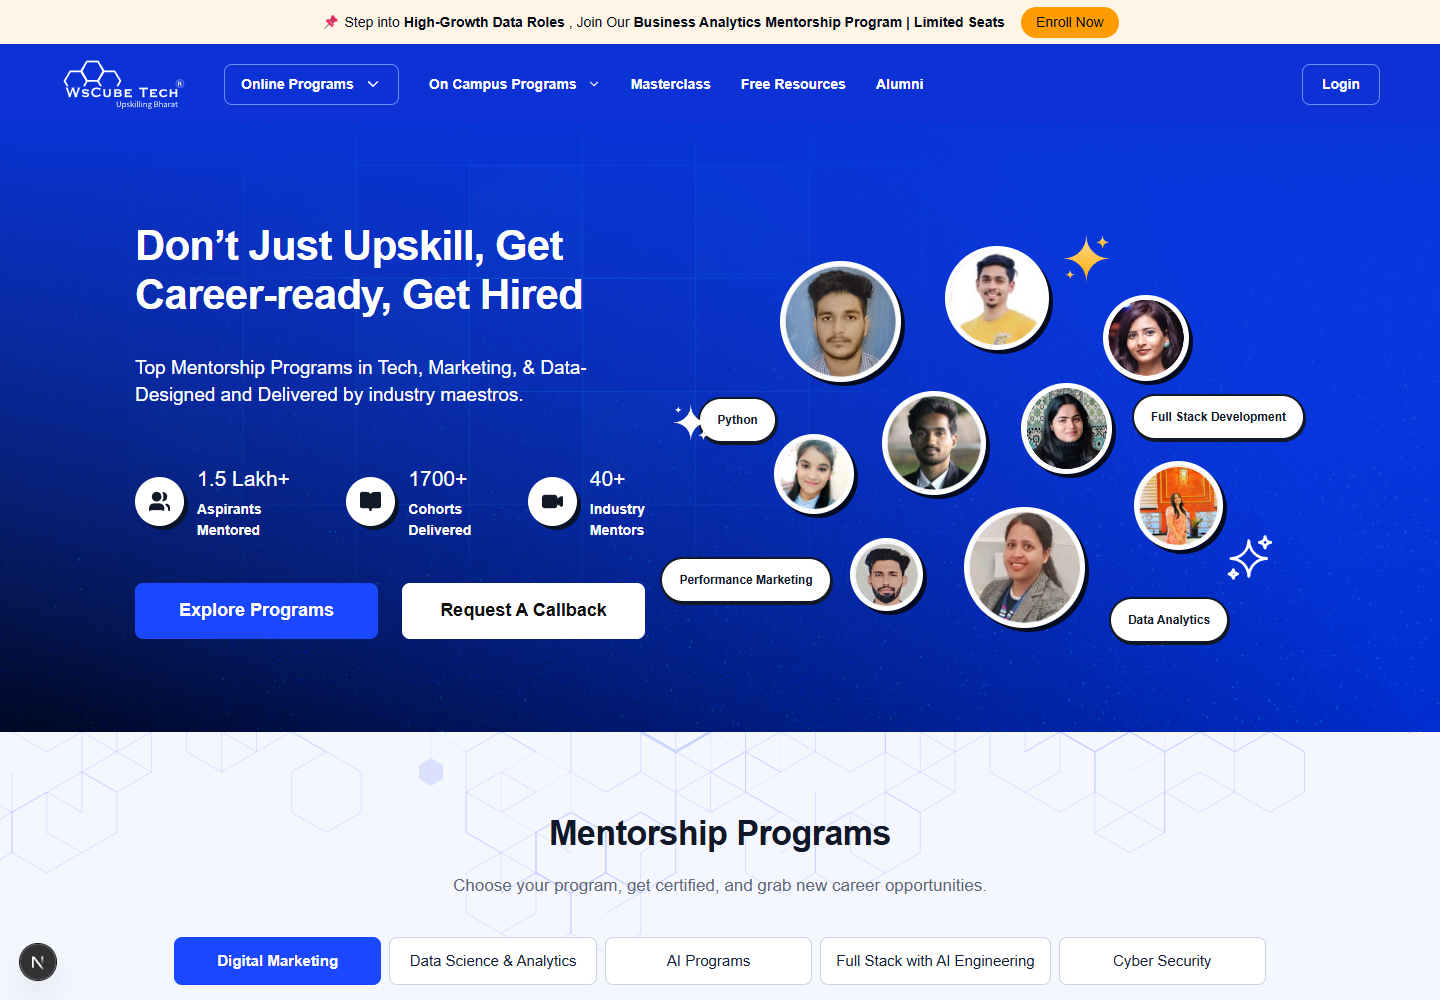 📌 Step into High-Growth Data Roles , Join Our Business Analytics Mentorship Program | Limited Seats
Enroll Now
WsCube Tech®
Upskilling Bharat
Online Programs
On Campus Programs
Masterclass
Free Resources
Alumni
Login
Don’t Just Upskill, Get
Career-ready, Get Hired
Top Mentorship Programs in Tech, Marketing, & Data-
Designed and Delivered by industry maestros.
1.5 Lakh+
Aspirants
Mentored
1700+
Cohorts
Delivered
40+
Industry
Mentors
Explore Programs
Request A Callback
Python
Full Stack Development
Performance Marketing
Data Analytics
Mentorship Programs
Choose your program, get certified, and grab new career opportunities.
Digital Marketing
Data Science & Analytics
AI Programs
Full Stack with AI Engineering
Cyber Security
N